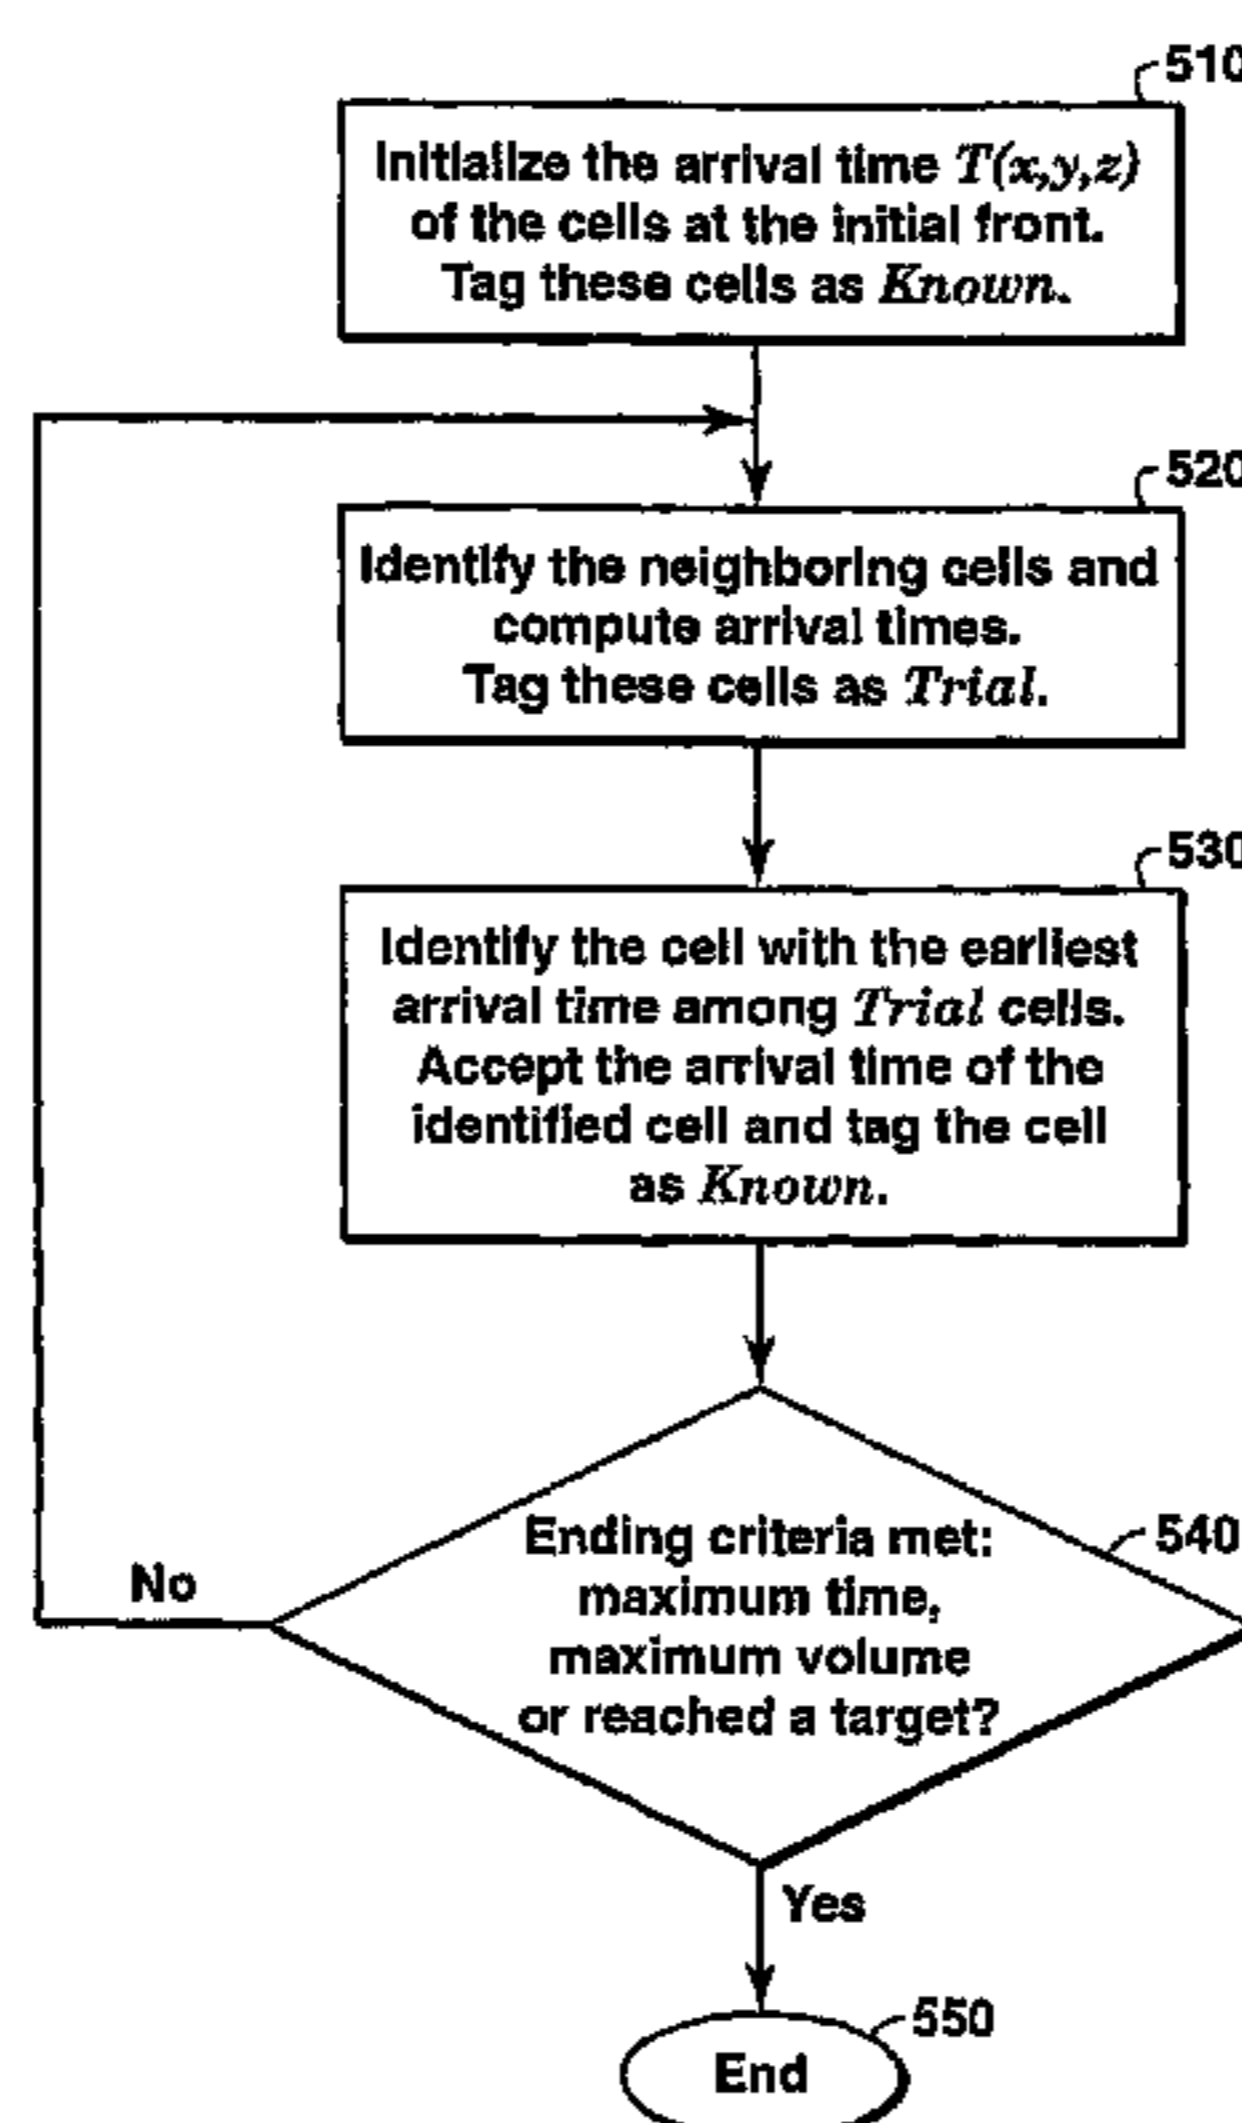 510
Initialize the arrival time T(x,y,z)
of the cells at the initial front.
Tag these cells as Known.
520
Identify the neighboring cells and
compute arrival times.
Tag these cells as Trial.
530
Identify the cell with the earliest
arrival time among Trial cells.
Accept the arrival time of the
identified cell and tag the cell
as Known.
540
Ending criteria met:
maximum time,
maximum volume
or reached a target?
No
Yes
550
End